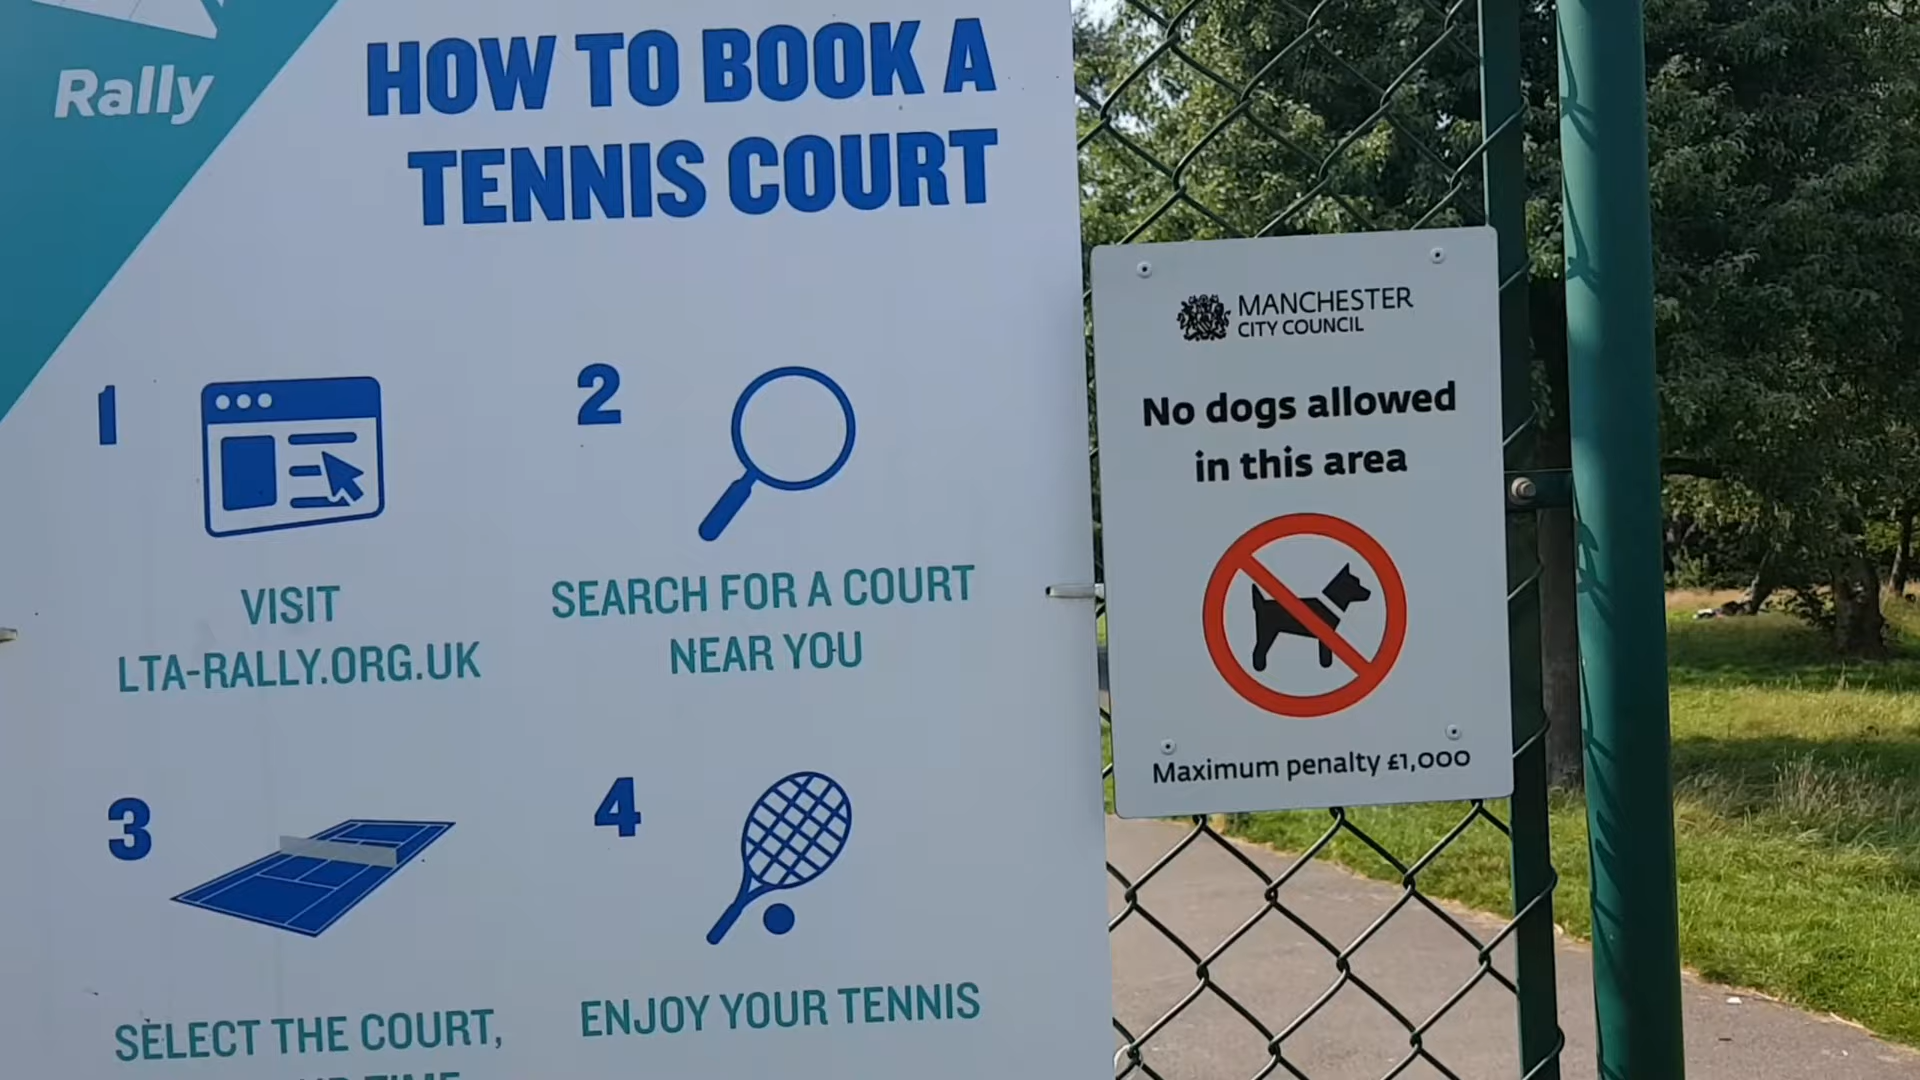 Rally
HOW TO BOOK A
TENNIS COURT
1
VISIT
LTA-RALLY.ORG.UK
2
SEARCH FOR A COURT
NEAR YOU
3
SELECT THE COURT,
TIME
4
ENJOY YOUR TENNIS
MANCHESTER
CITY COUNCIL
No dogs allowed
in this area
Maximum penalty £1,000